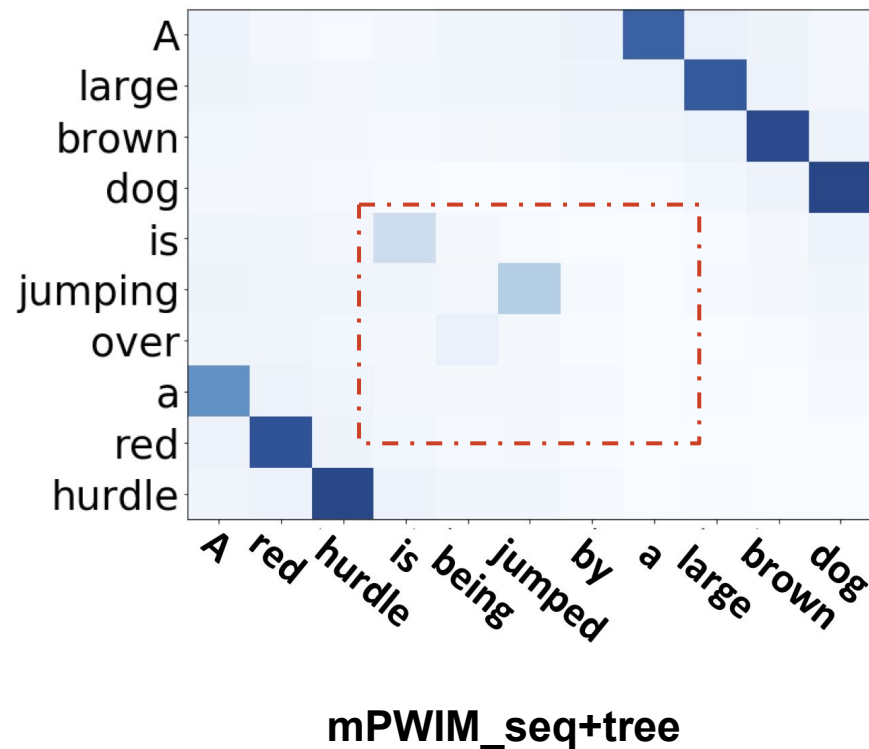 A
large
brown
dog
is
jumping
over
a
red
hurdle
A red hurdle is being jumped by a large brown dog
mPWIM_seq+tree